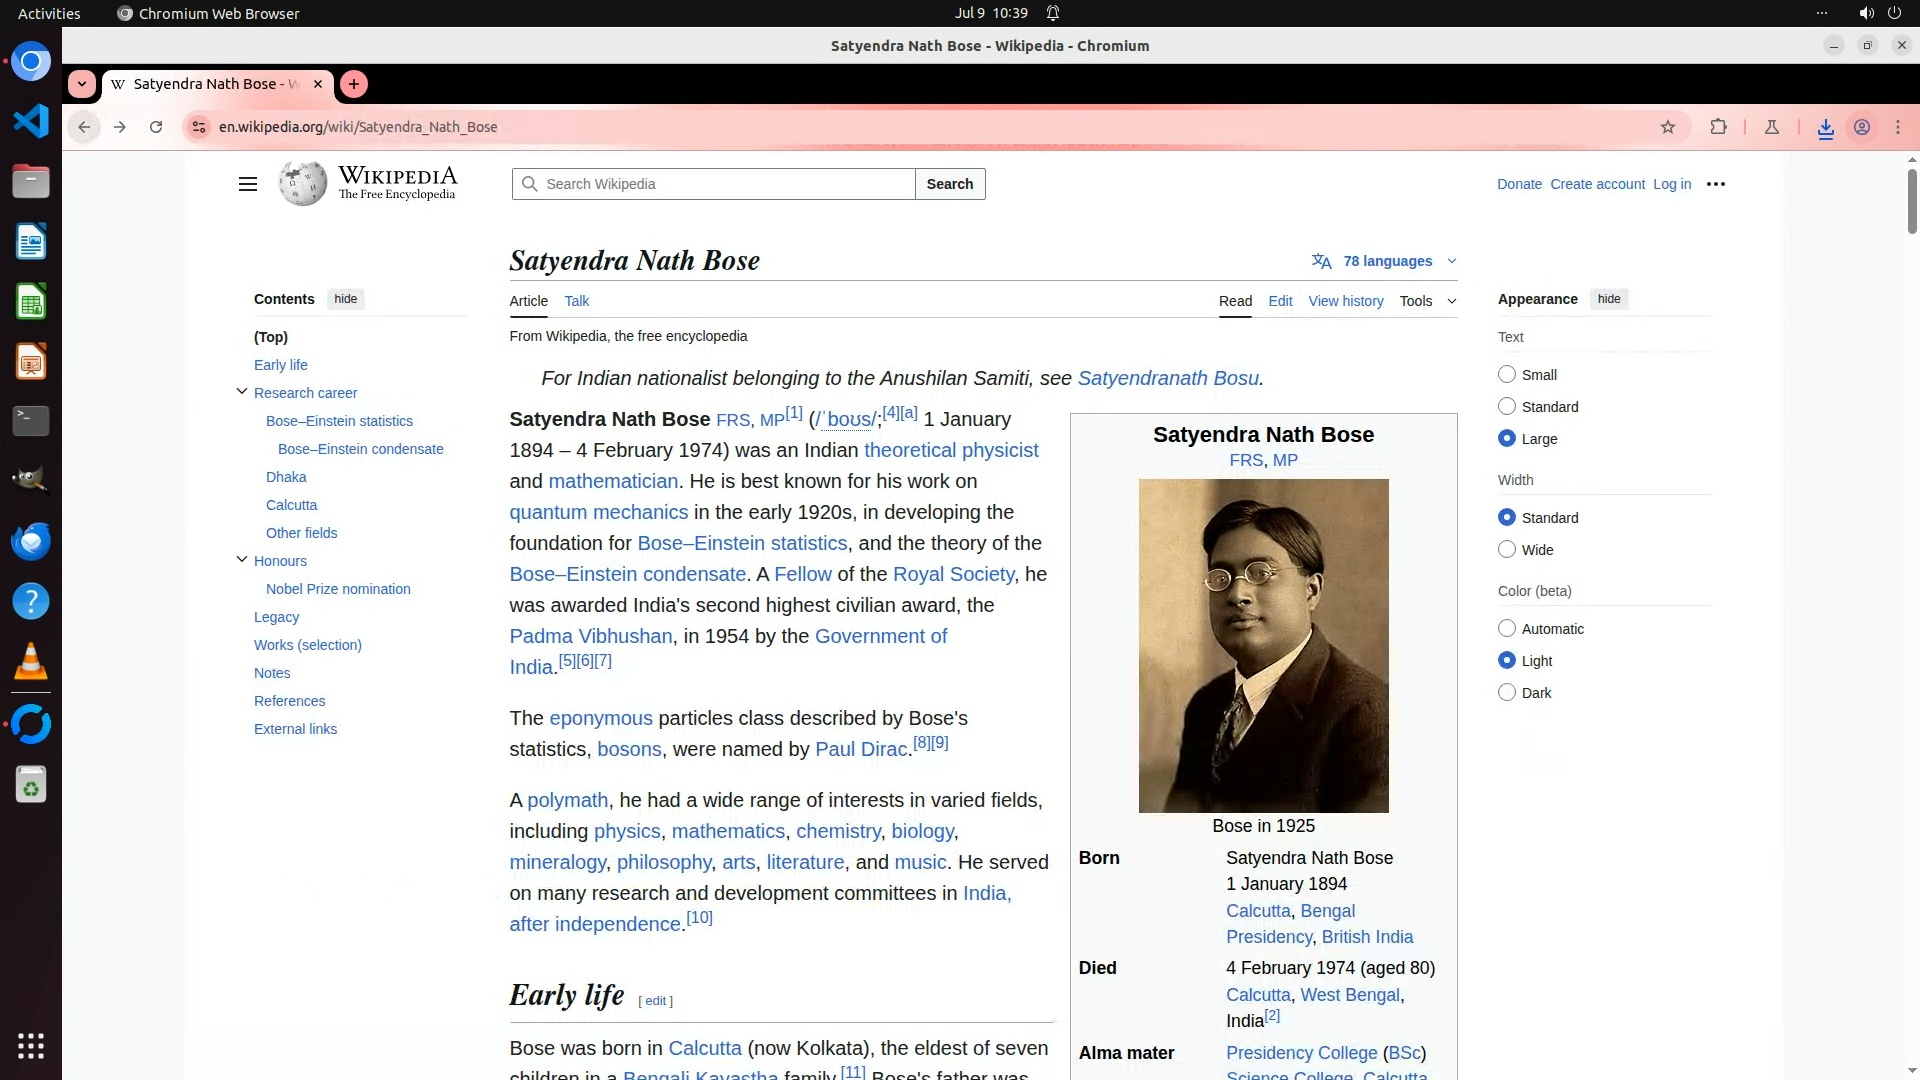 Activities
Chromium Web Browser
Jul 9 10:39
Satyendra Nath Bose - Wikipedia - Chromium
Satyendra Nath Bose - W
en.wikipedia.org/wiki/Satyendra_Nath_Bose
WIKIPEDIA
The Free Encyclopedia
Search Wikipedia
Search
Donate Create account Log in
Satyendra Nath Bose
78 languages
Article Talk
Read Edit View history Tools
From Wikipedia, the free encyclopedia
Contents hide
(Top)
Early life
Research career
Bose–Einstein statistics
Bose–Einstein condensate
Dhaka
Calcutta
Other fields
Honours
Nobel Prize nomination
Legacy
Works (selection)
Notes
References
External links
For Indian nationalist belonging to the Anushilan Samiti, see Satyendranath Bosu.
Satyendra Nath Bose FRS, MP[1] (/ˈboʊs/;[4][a] 1 January
1894 – 4 February 1974) was an Indian theoretical physicist
and mathematician. He is best known for his work on
quantum mechanics in the early 1920s, in developing the
foundation for Bose–Einstein statistics, and the theory of the
Bose–Einstein condensate. A Fellow of the Royal Society, he
was awarded India's second highest civilian award, the
Padma Vibhushan, in 1954 by the Government of
India.[5][6][7]
The eponymous particles class described by Bose's
statistics, bosons, were named by Paul Dirac.[8][9]
A polymath, he had a wide range of interests in varied fields,
including physics, mathematics, chemistry, biology,
mineralogy, philosophy, arts, literature, and music. He served
on many research and development committees in India,
after independence.[10]
Early life [ edit ]
Bose was born in Calcutta (now Kolkata), the eldest of seven
children in a Bengali Kayastha family.[11] Bose's father was
Satyendra Nath Bose
FRS, MP
Bose in 1925
Born Satyendra Nath Bose
1 January 1894
Calcutta, Bengal
Presidency, British India
Died 4 February 1974 (aged 80)
Calcutta, West Bengal,
India[2]
Alma mater Presidency College (BSc)
Science College, Calcutta
Appearance hide
Text
Small
Standard
Large
Width
Standard
Wide
Color (beta)
Automatic
Light
Dark